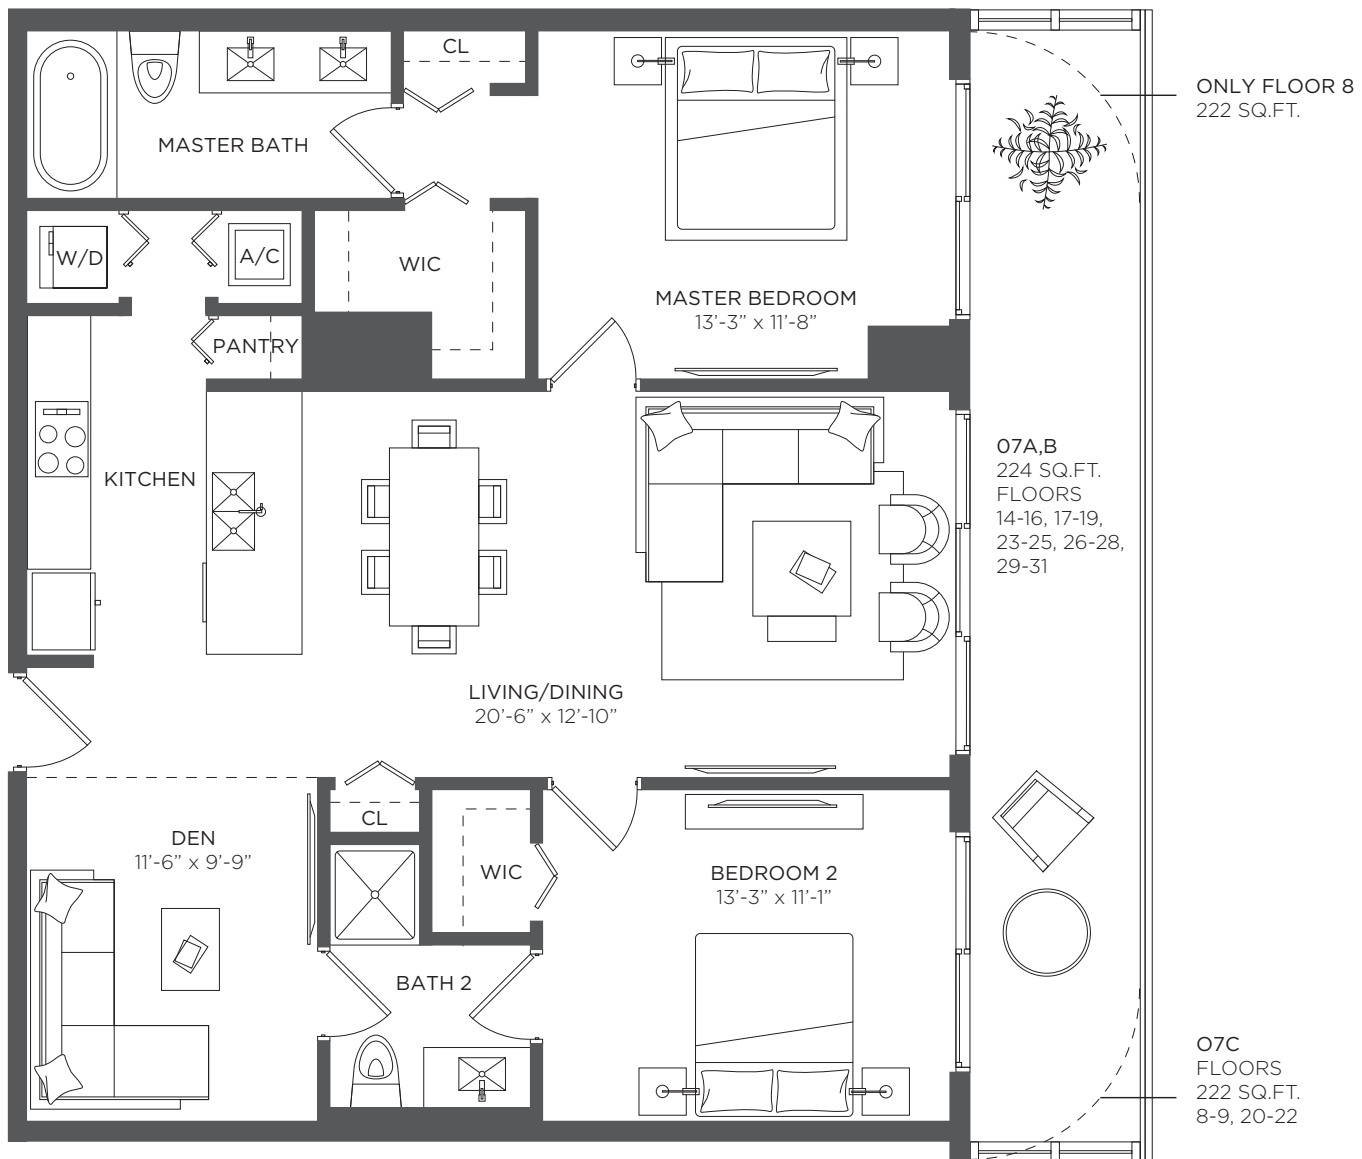 CL
ONLY FLOOR 8
222 SQ.FT.
MASTER BATH
W/D
A/C
WIC
MASTER BEDROOM
13'-3” x 11'-8”
PANTRY
KITCHEN
07A,B
224 SQ.FT.
FLOORS
14-16, 17-19,
23-25, 26-28,
29-31
LIVING/DINING
20'-6” x 12'-10”
CL
DEN
11'-6” x 9'-9”
WIC
BEDROOM 2
13'-3” x 11'-1”
BATH 2
O7C
FLOORS
222 SQ.FT.
8-9, 20-22